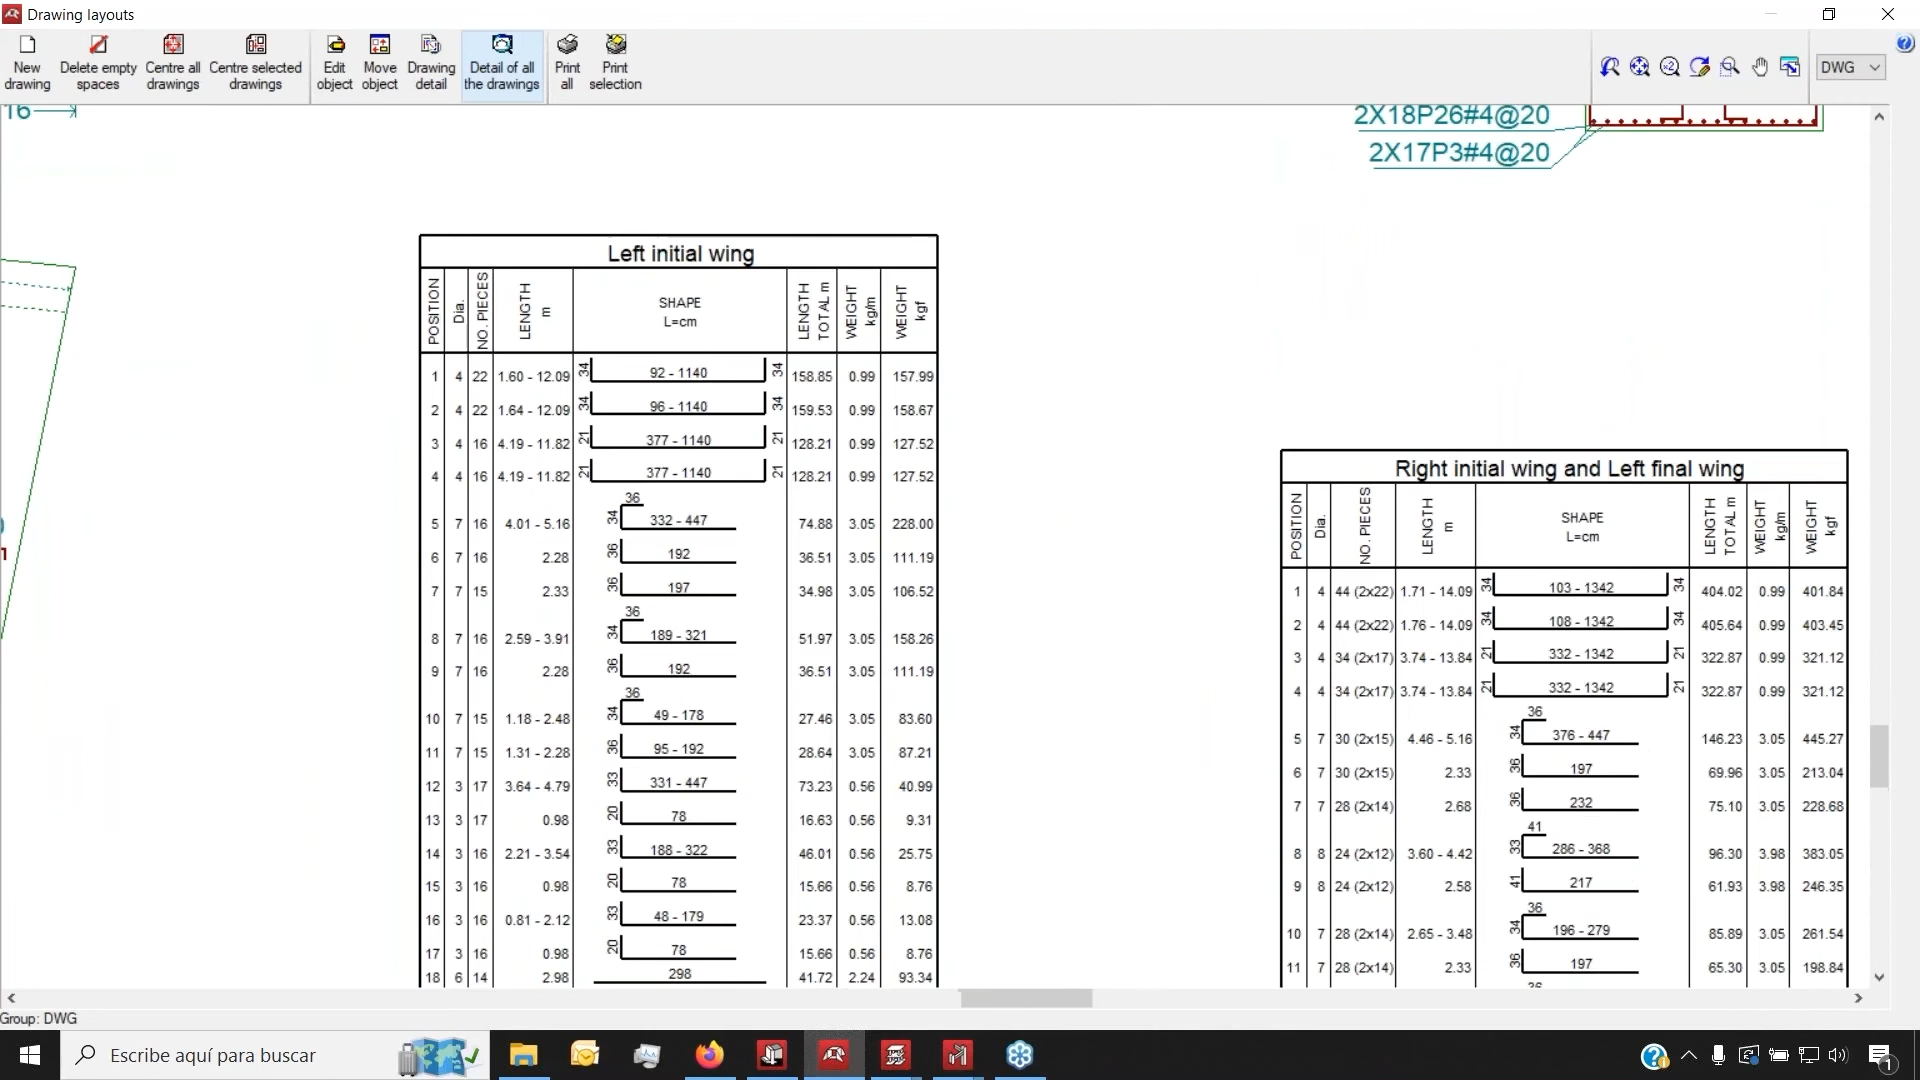 Drawing layouts
New drawing
Delete empty spaces
Centre all drawings
Centre selected drawings
Edit object
Move object
Drawing detail
Detail of all the drawings
Print all
Print selection
DWG
16
2X18P26#4@20
2X17P3#4@20
Left initial wing
POSITION Dia. NO. PIECES LENGTH m SHAPE L=cm LENGTH TOTAL m WEIGHT kg/m WEIGHT kgf
1 4 22 1.60 - 12.09 34 92 - 1140 34 158.85 0.99 157.99
2 4 22 1.64 - 12.09 34 96 - 1140 34 159.53 0.99 158.67
3 4 16 4.19 - 11.82 21 377 - 1140 21 128.21 0.99 127.52
4 4 16 4.19 - 11.82 21 377 - 1140 21 128.21 0.99 127.52
5 7 16 4.01 - 5.16 34 36 332 - 447 74.88 3.05 228.00
6 7 16 2.28 36 192 36.51 3.05 111.19
7 7 15 2.33 36 197 34.98 3.05 106.52
8 7 16 2.59 - 3.91 34 36 189 - 321 51.97 3.05 158.26
9 7 16 2.28 36 192 36.51 3.05 111.19
10 7 15 1.18 - 2.48 34 36 49 - 178 27.46 3.05 83.60
11 7 15 1.31 - 2.28 36 95 - 192 28.64 3.05 87.21
12 3 17 3.64 - 4.79 33 331 - 447 73.23 0.56 40.99
13 3 17 0.98 20 78 16.63 0.56 9.31
14 3 16 2.21 - 3.54 33 188 - 322 46.01 0.56 25.75
15 3 16 0.98 20 78 15.66 0.56 8.76
16 3 16 0.81 - 2.12 33 48 - 179 23.37 0.56 13.08
17 3 16 0.98 20 78 15.66 0.56 8.76
18 6 14 2.98 298 41.72 2.24 93.34
Right initial wing and Left final wing
POSITION Dia. NO. PIECES LENGTH m SHAPE L=cm LENGTH TOTAL m WEIGHT kg/m WEIGHT kgf
1 4 44 (2x22) 1.71 - 14.09 34 103 - 1342 34 404.02 0.99 401.84
2 4 44 (2x22) 1.76 - 14.09 34 108 - 1342 34 405.64 0.99 403.45
3 4 34 (2x17) 3.74 - 13.84 21 332 - 1342 21 322.87 0.99 321.12
4 4 34 (2x17) 3.74 - 13.84 21 332 - 1342 21 322.87 0.99 321.12
5 7 30 (2x15) 4.46 - 5.16 34 36 376 - 447 146.23 3.05 445.27
6 7 30 (2x15) 2.33 36 197 69.96 3.05 213.04
7 7 28 (2x14) 2.68 36 232 75.10 3.05 228.68
8 8 24 (2x12) 3.60 - 4.42 33 41 286 - 368 96.30 3.98 383.05
9 8 24 (2x12) 2.58 41 217 61.93 3.98 246.35
10 7 28 (2x14) 2.65 - 3.48 34 36 196 - 279 85.89 3.05 261.54
11 7 28 (2x14) 2.33 36 197 65.30 3.05 198.84
Group: DWG
Escribe aquí para buscar
1